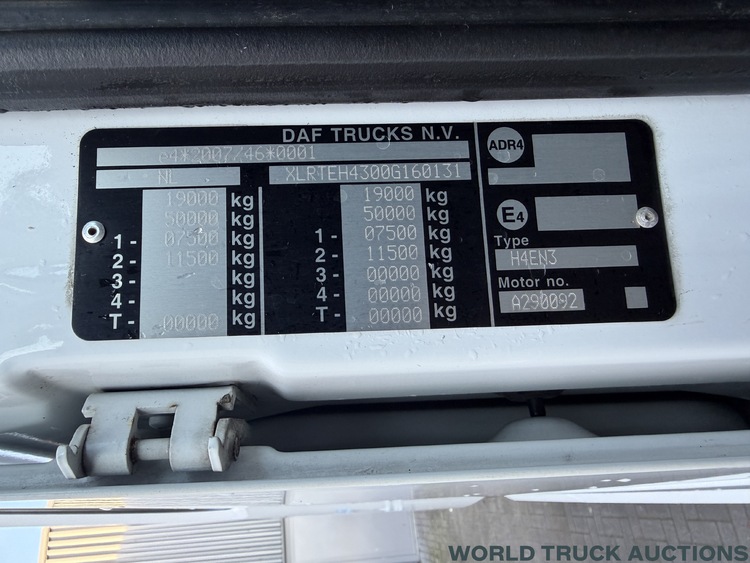 DAF TRUCKS N.V.
e4*2007/46*0001
NL XLRTEH4300G160131
19000 kg 19000 kg
50000 kg 50000 kg
1- 07500 kg 1- 07500 kg
2- 11500 kg 2- 11500 kg
3- kg 3- 00000 kg
4- kg 4- 00000 kg
T- 00000 kg T- 00000 kg
ADR4
E4
Type
H4EN3
Motor no.
A290092
WORLD TRUCK AUCTIONS